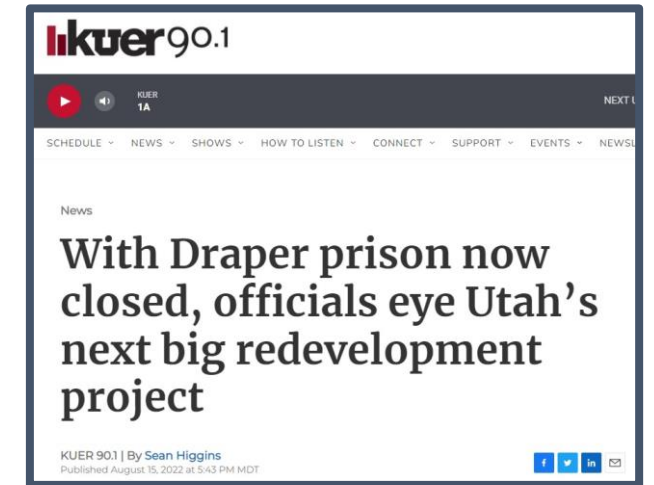 kuer 90.1
KUER
1A
NEXT U
SCHEDULE NEWS SHOWS HOW TO LISTEN CONNECT SUPPORT EVENTS NEWSL
News
With Draper prison now
closed, officials eye Utah’s
next big redevelopment
project
KUER 90.1 | By Sean Higgins
Published August 15, 2022 at 5:43 PM MDT